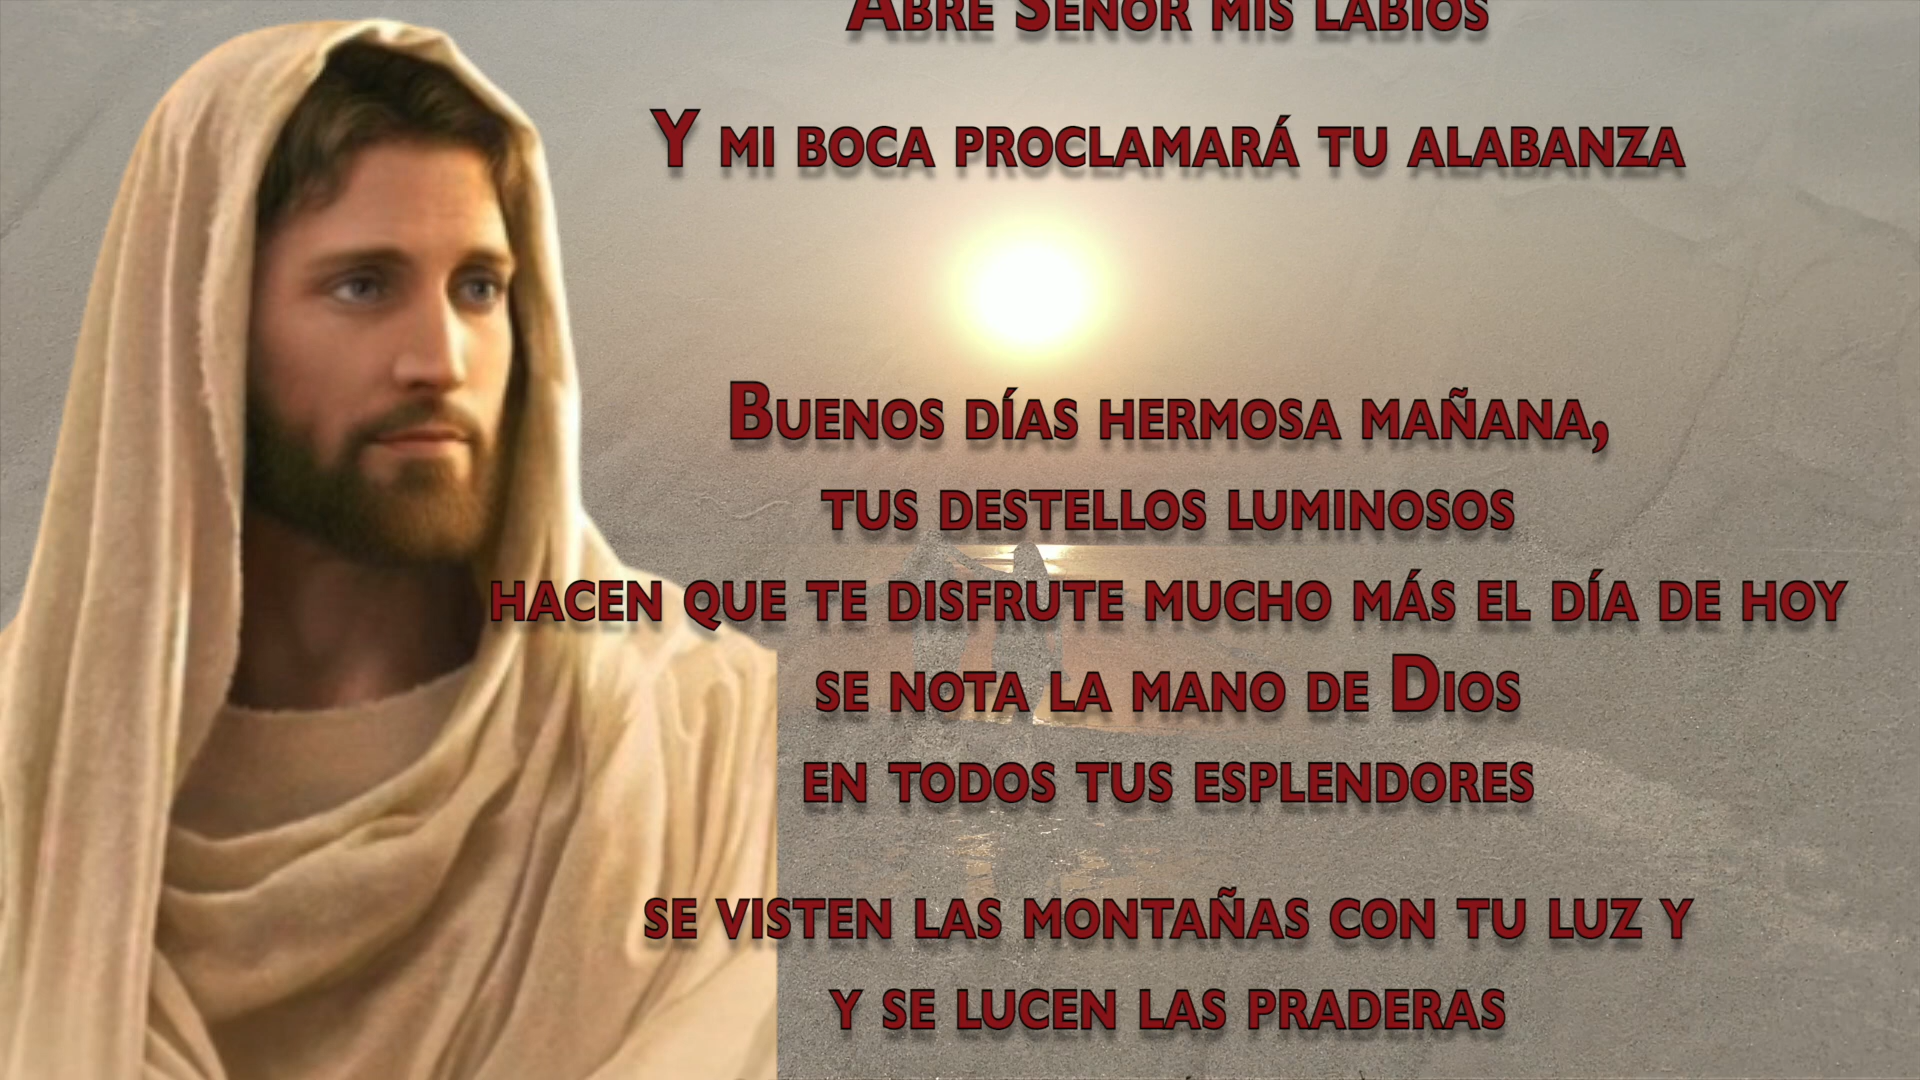 Abre Señor mis labios
Y mi boca proclamará tu alabanza
Buenos días hermosa mañana,
tus destellos luminosos
hacen que te disfrute mucho más el día de hoy
se nota la mano de Dios
en todos tus esplendores
se visten las montañas con tu luz y
y se lucen las praderas